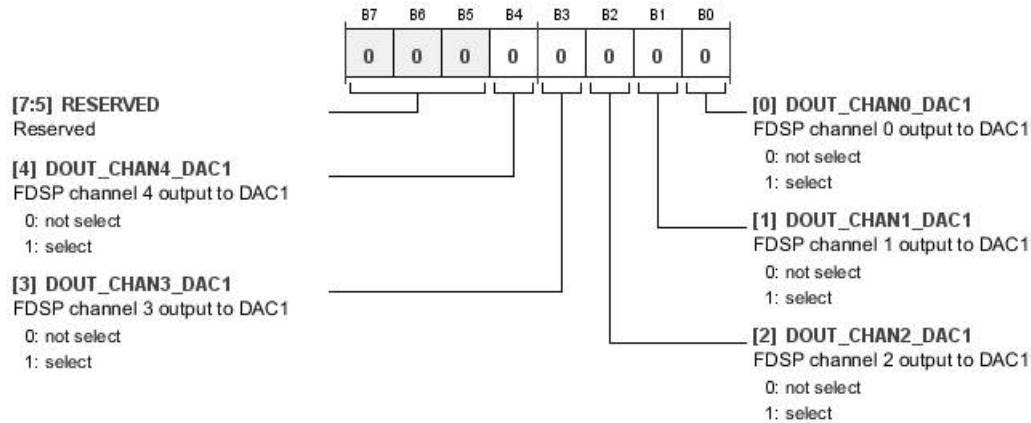 B7 B6 B5 B4 B3 B2 B1 B0
0 0 0 0 0 0 0 0
[7:5] RESERVED
Reserved
[4] DOUT_CHAN4_DAC1
FDSP channel 4 output to DAC1
0: not select
1: select
[3] DOUT_CHAN3_DAC1
FDSP channel 3 output to DAC1
0: not select
1: select
[0] DOUT_CHAN0_DAC1
FDSP channel 0 output to DAC1
0: not select
1: select
[1] DOUT_CHAN1_DAC1
FDSP channel 1 output to DAC1
0: not select
1: select
[2] DOUT_CHAN2_DAC1
FDSP channel 2 output to DAC1
0: not select
1: select